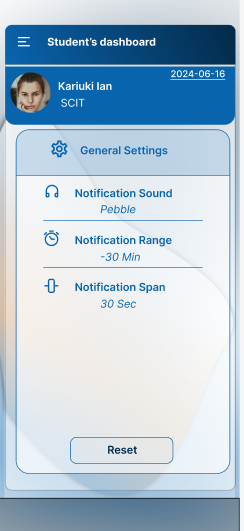 Student's dashboard
2024-06-16
Kariuki Ian
SCIT
General Settings
Notification Sound
Pebble
Notification Range
-30 Min
Notification Span
30 Sec
Reset